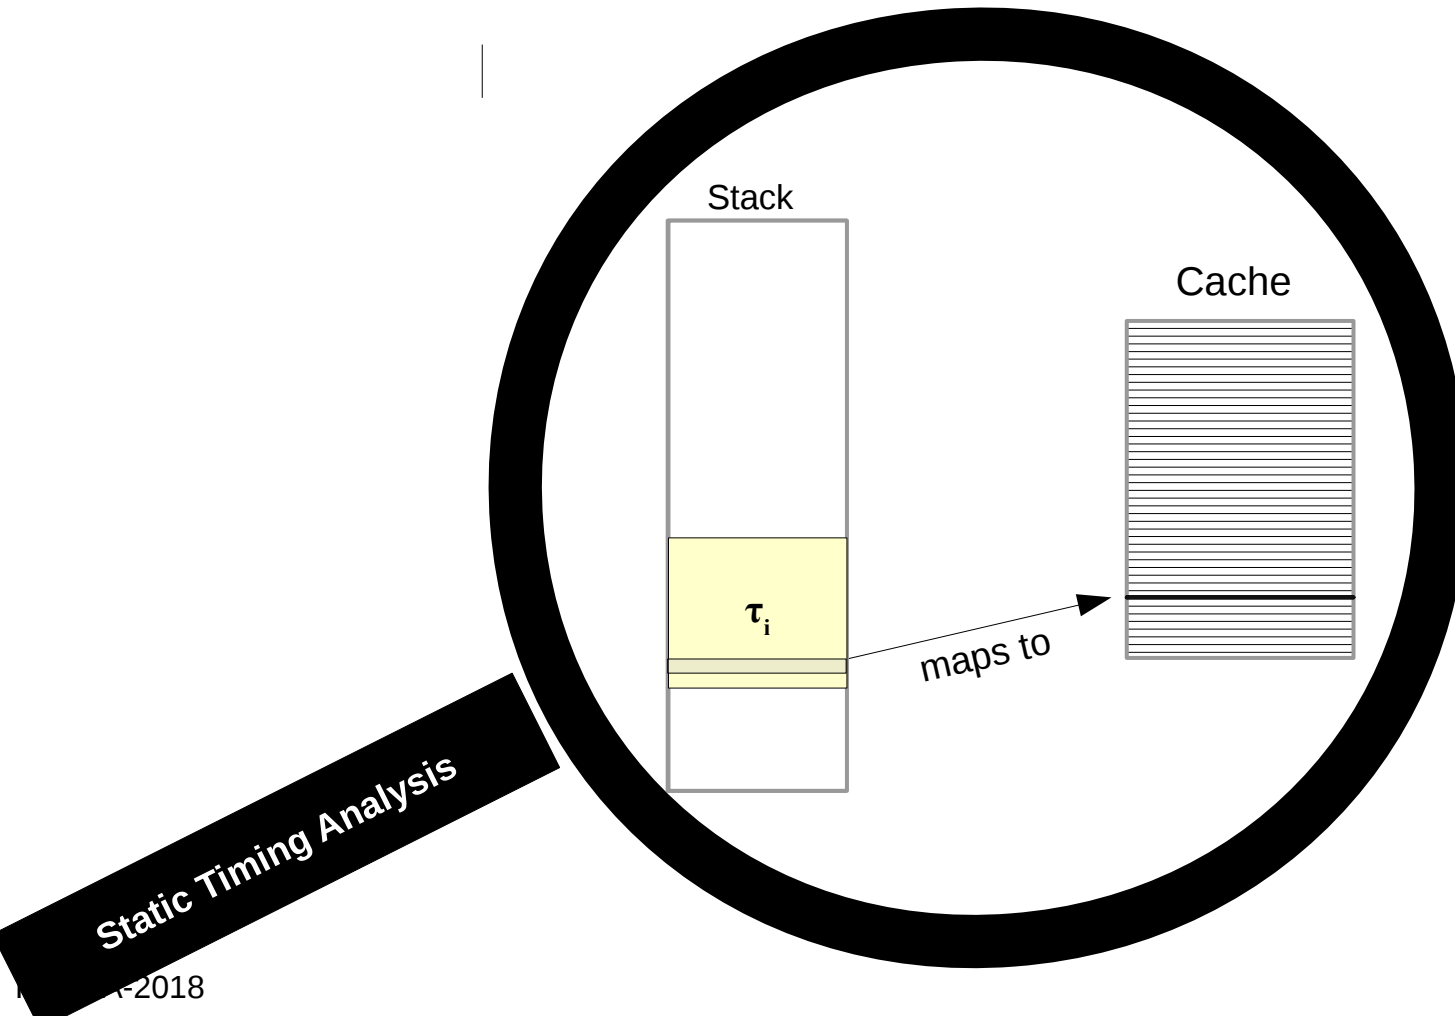 Stack
Cache
τi
maps to
Static Timing Analysis
-2018